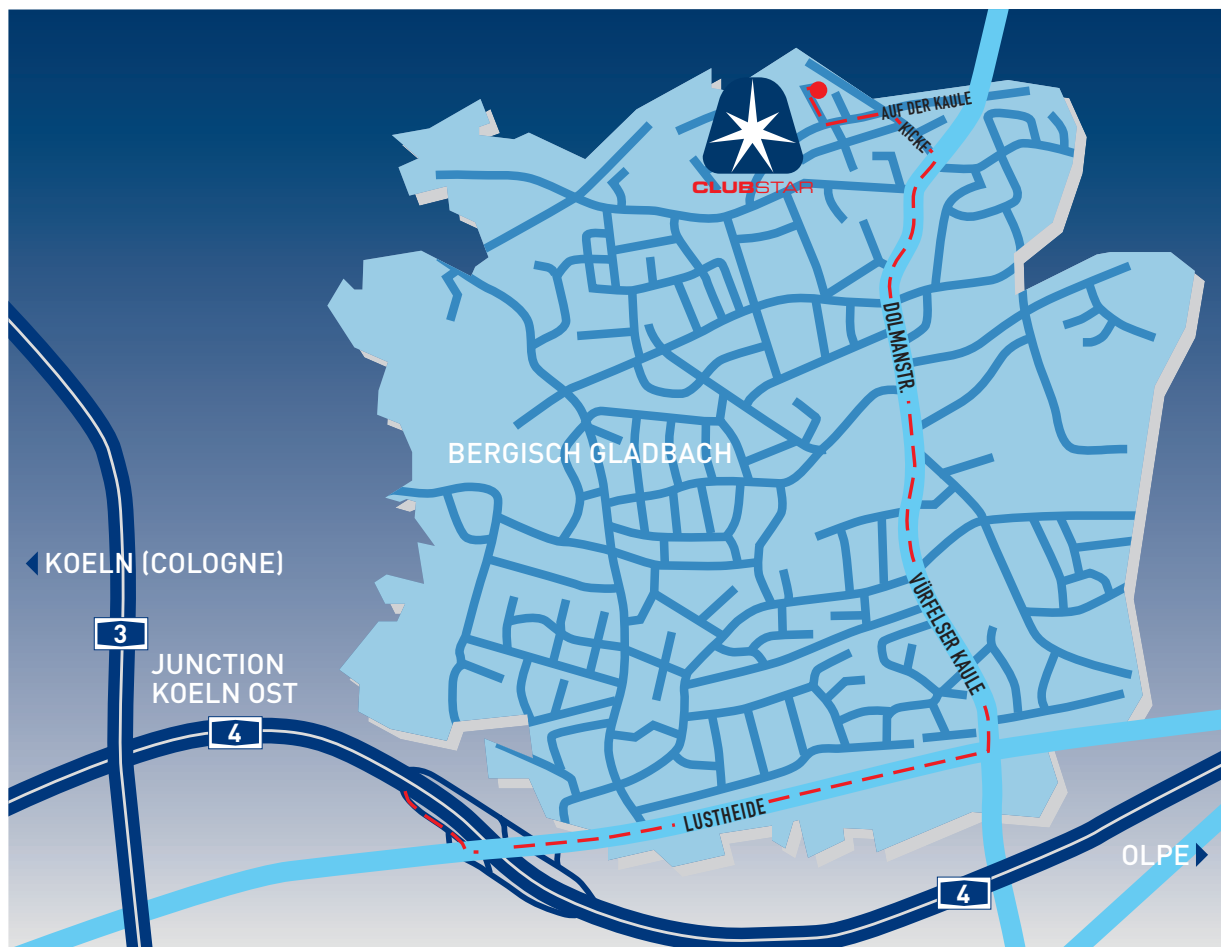 AUF DER KAULE
KICKE
CLUBSTAR
DOLMANSTR.
BERGISCH GLADBACH
KOELN (COLOGNE)
VÜRFELSER KAULE
3
JUNCTION
KOELN OST
4
LUSTHEIDE
OLPE
4